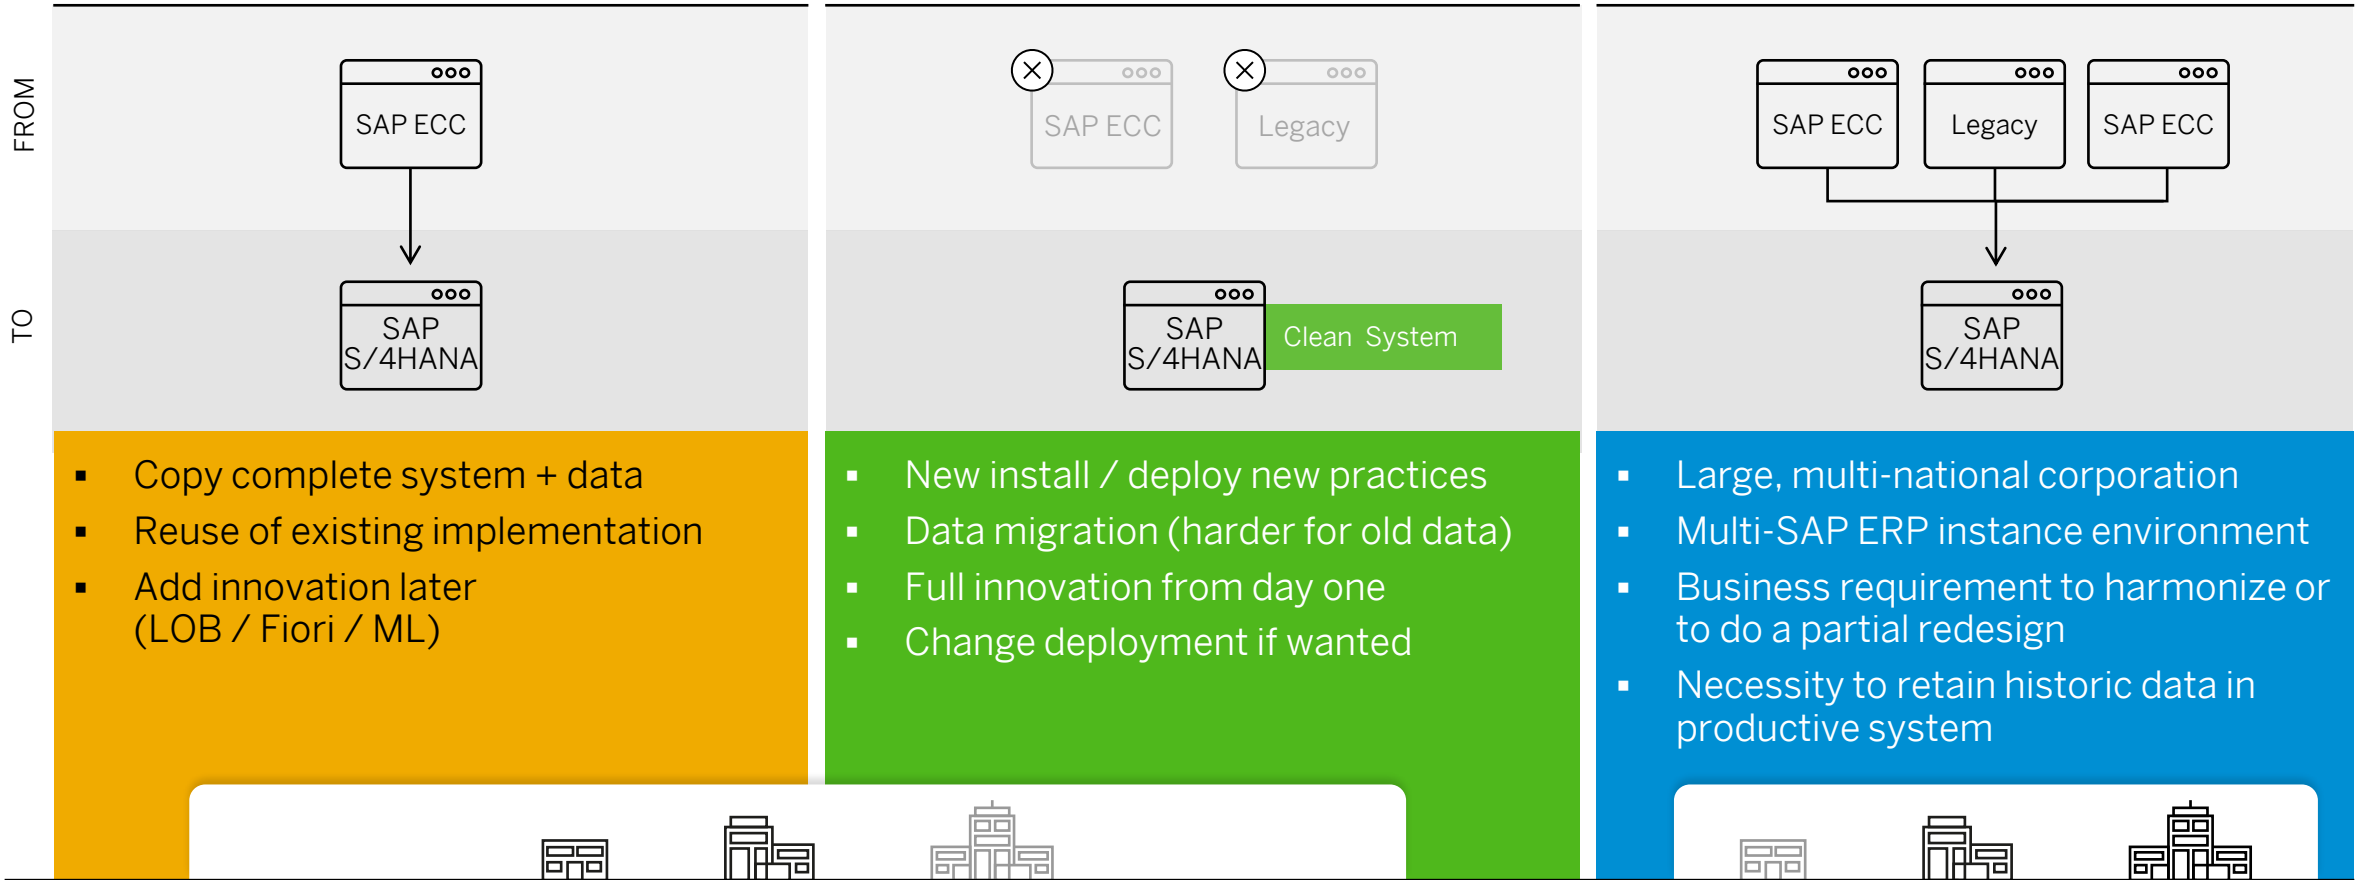 FROM
SAP ECC
SAP ECC
Legacy
SAP ECC
Legacy
SAP ECC
TO
SAP
S/4HANA
SAP
S/4HANA
Clean System
SAP
S/4HANA
▪ Copy complete system + data
▪ Reuse of existing implementation
▪ Add innovation later
(LOB / Fiori / ML)
▪ New install / deploy new practices
▪ Data migration (harder for old data)
▪ Full innovation from day one
▪ Change deployment if wanted
▪ Large, multi-national corporation
▪ Multi-SAP ERP instance environment
▪ Business requirement to harmonize or
to do a partial redesign
▪ Necessity to retain historic data in
productive system